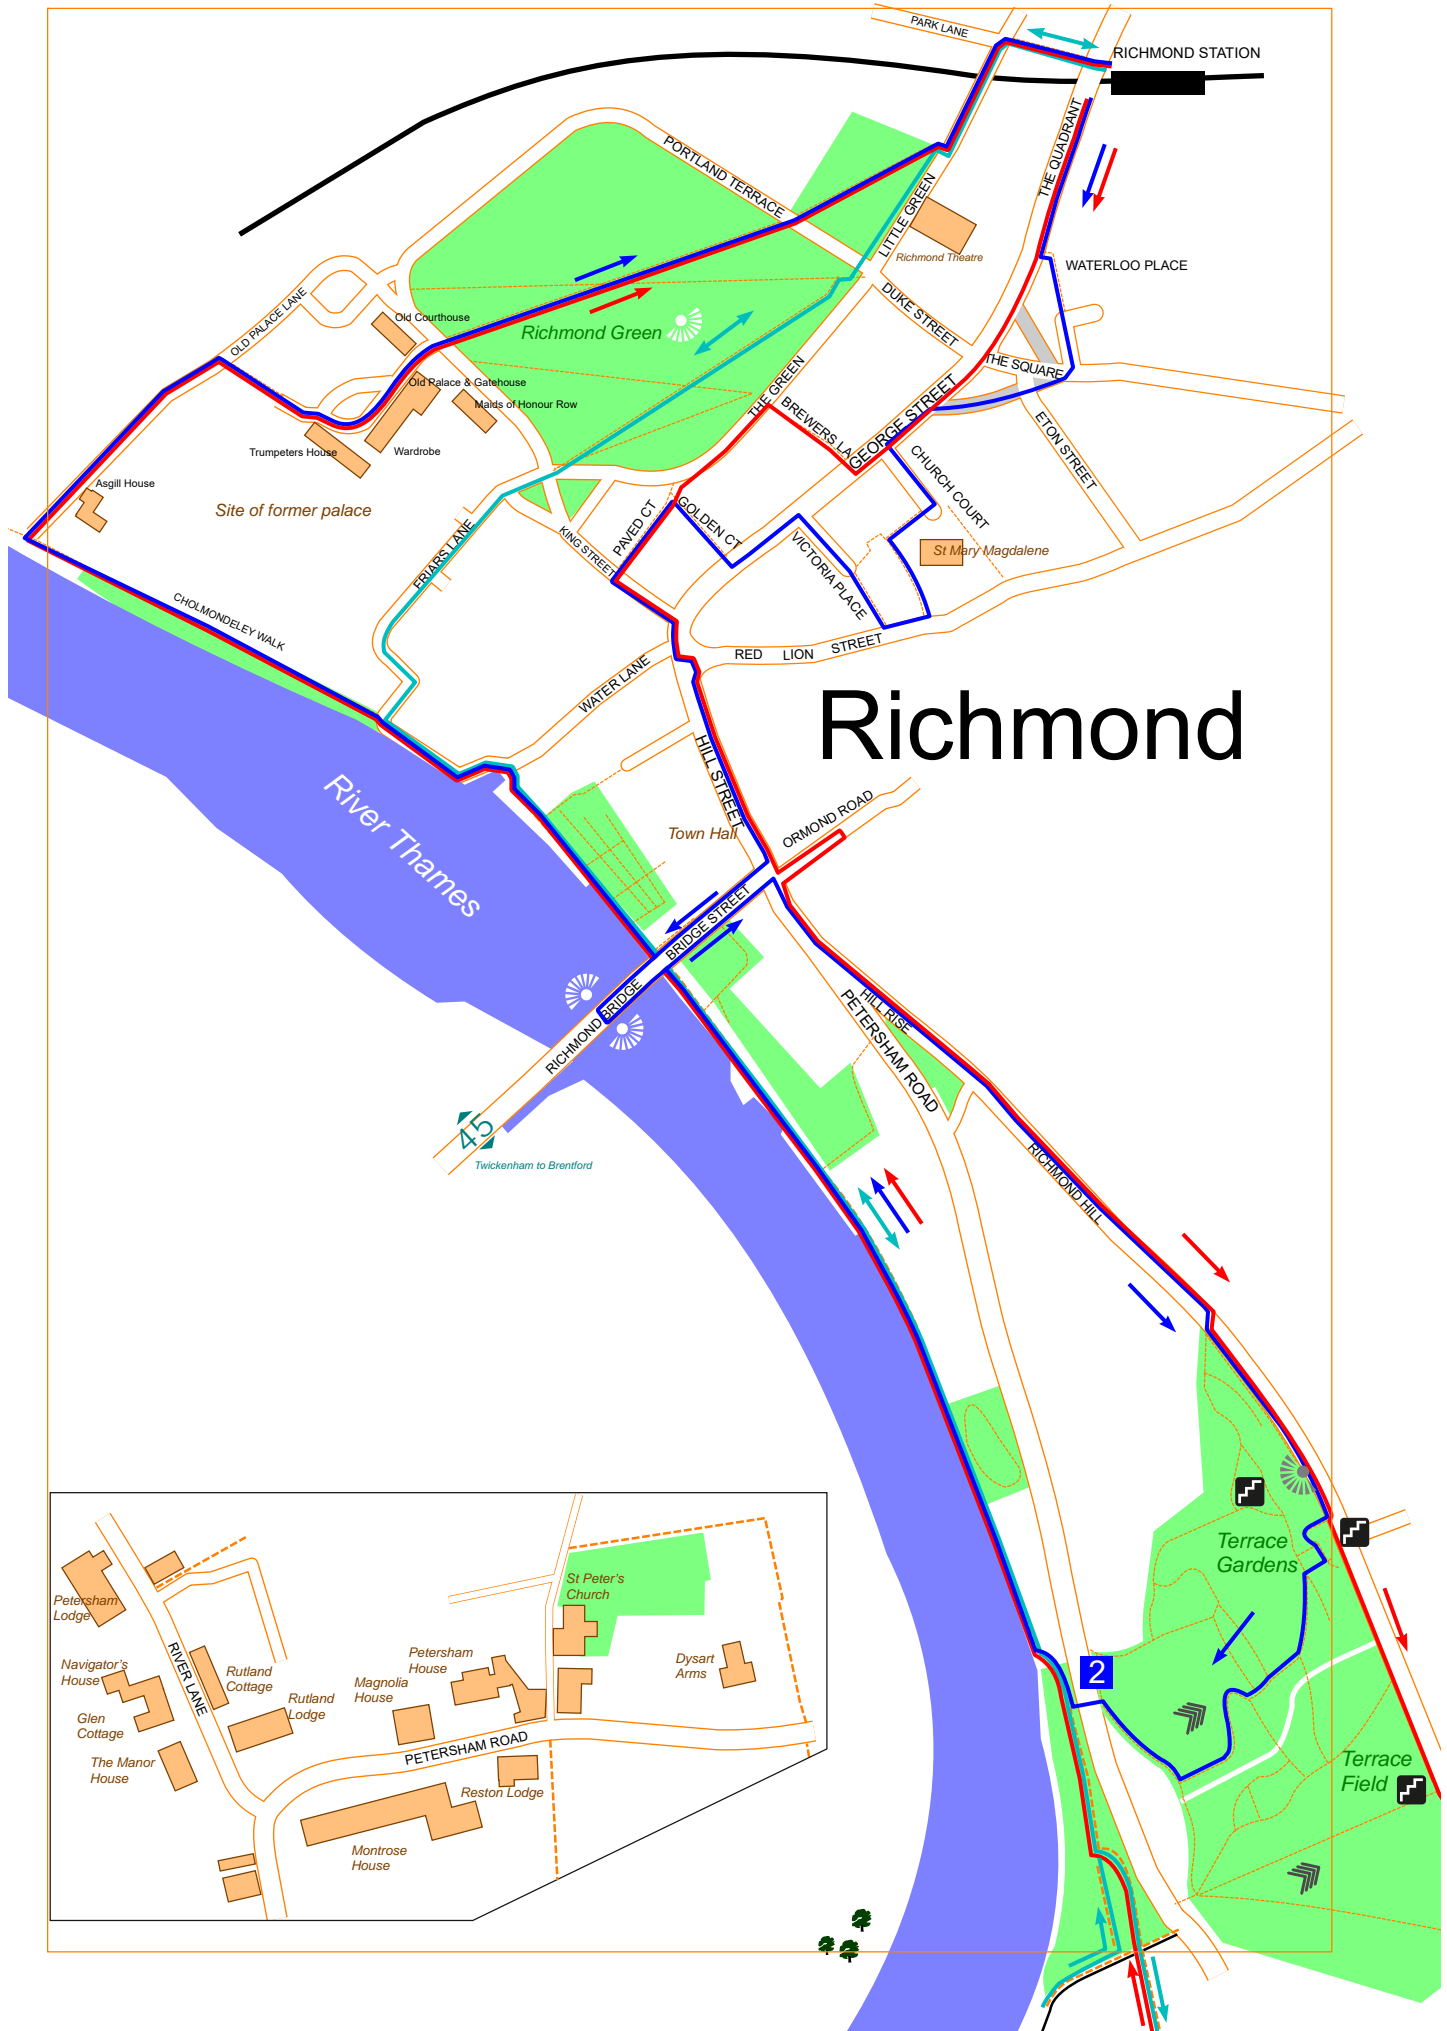 PARK LANE
RICHMOND STATION
THE QUADRANT
PORTLAND TERRACE
LITTLE GREEN
Richmond Theatre
WATERLOO PLACE
DUKE STREET
OLD PALACE LANE
Old Courthouse
Richmond Green
THE SQUARE
Old Palace & Gatehouse
Maids of Honour Row
THE GREEN
BREWERS LA
GEORGE STREET
ETON STREET
Trumpeters House
Wardrobe
CHURCH COURT
Asgill House
Site of former palace
PAVED CT
GOLDEN CT
KING STREET
FRIARS LANE
VICTORIA PLACE
St Mary Magdalene
CHOLMONDELEY WALK
RED LION STREET
WATER LANE
Richmond
HILL STREET
River Thames
Town Hall
ORMOND ROAD
BRIDGE STREET
RICHMOND BRIDGE
HILL RISE
PETERSHAM ROAD
45
Twickenham to Brentford
RICHMOND HILL
Terrace
Gardens
2
Terrace
Field
Petersham
Lodge
St Peter's
Church
RIVER LANE
Navigator's
House
Rutland
Cottage
Petersham
House
Dysart
Arms
Magnolia
House
Rutland
Lodge
Glen
Cottage
The Manor
House
PETERSHAM ROAD
Reston Lodge
Montrose
House